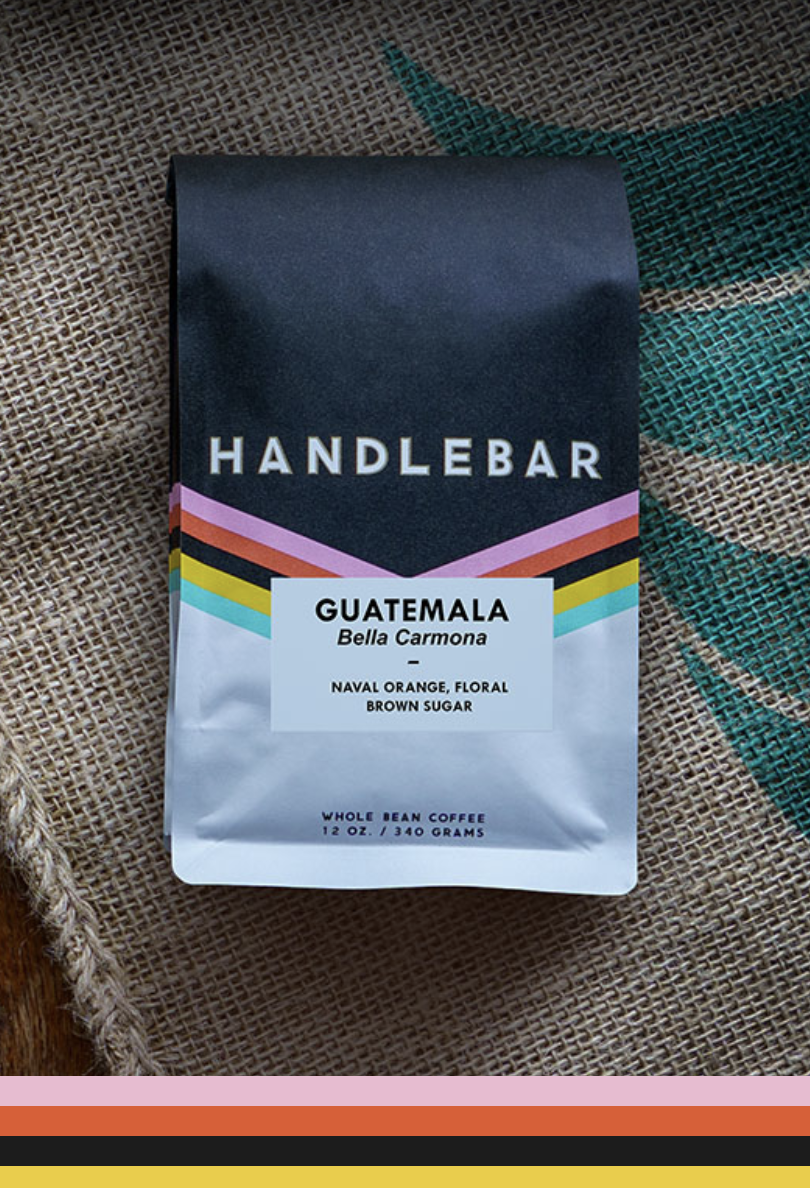 HANDLEBAR
GUATEMALA
Bella Carmona
–
NAVAL ORANGE, FLORAL
BROWN SUGAR
WHOLE BEAN COFFEE
12 OZ. / 340 GRAMS